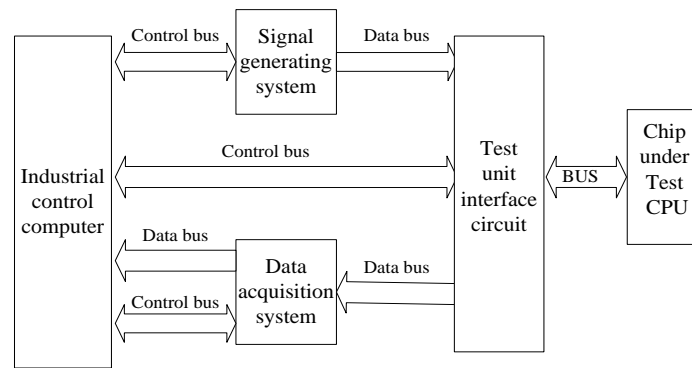 Control bus
Signal
generating
system
Data bus
Control bus
Industrial
control
computer
Test
unit
interface
circuit
BUS
Chip
under
Test
CPU
Data bus
Data
acquisition
system
Data bus
Control bus